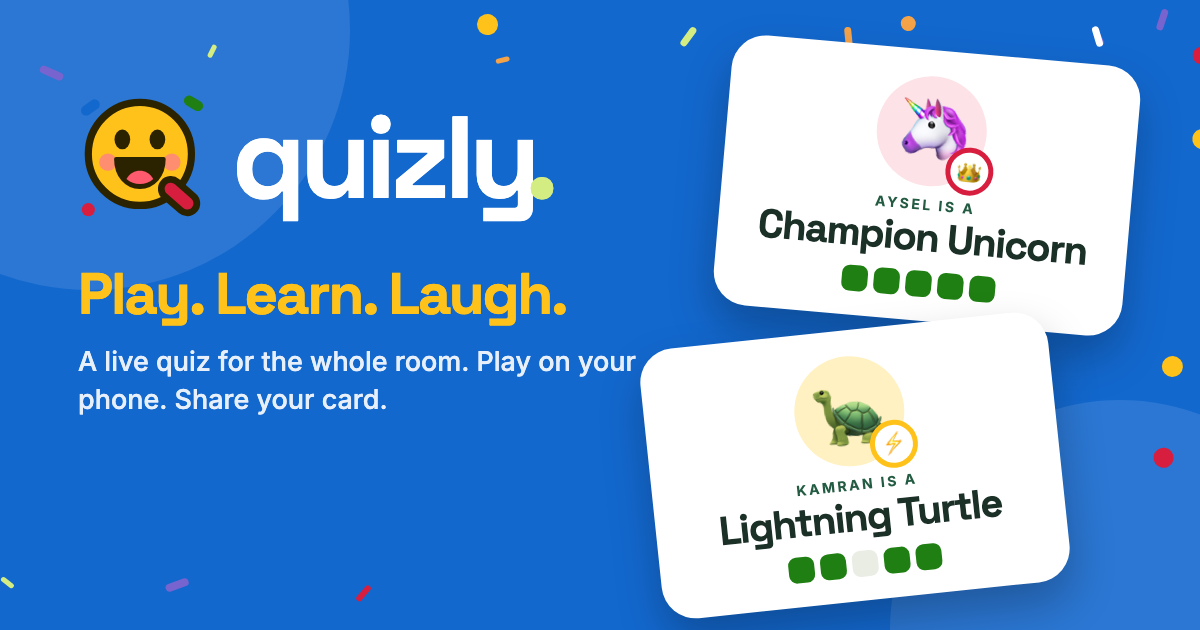 quizly.
Play. Learn. Laugh.
A live quiz for the whole room. Play on your
phone. Share your card.
AYSEL IS A
Champion Unicorn
KAMRAN IS A
Lightning Turtle